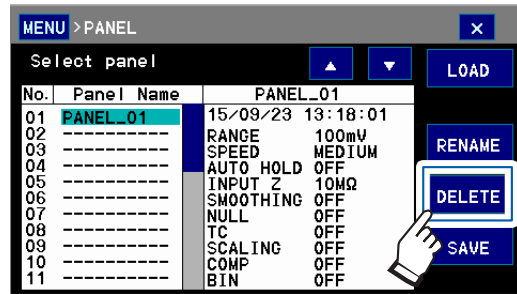 MENU > PANEL ×
Select panel ▲ ▼ LOAD
No. Panel Name PANEL_01
01 PANEL_01 15/09/23 13:18:01
02 ---------- RANGE 100mV RENAME
03 ---------- SPEED MEDIUM
04 ---------- AUTO HOLD OFF
05 ---------- INPUT Z 10MΩ
06 ---------- SMOOTHING OFF DELETE
07 ---------- NULL OFF
08 ---------- TC OFF
09 ---------- SCALING OFF SAVE
10 ---------- COMP OFF
11 ---------- BIN OFF